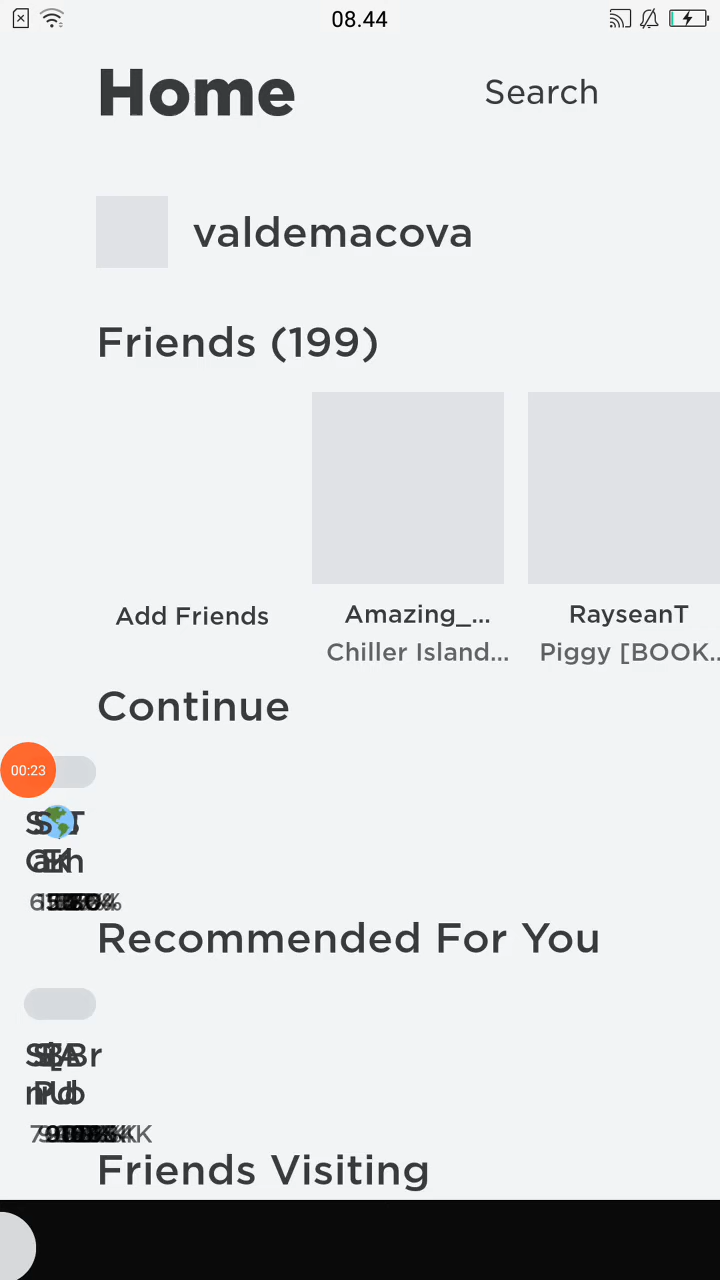 08.44
Home
Search
valdemacova
Friends (199)
Add Friends
Amazing_...
RayseanT
Chiller Island...
Piggy [BOOK..
Continue
00:23
Recommended For You
Friends Visiting